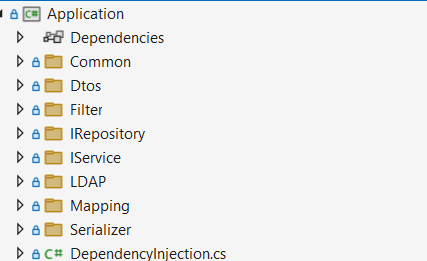 C# Application
Dependencies
Common
Dtos
Filter
IRepository
IService
LDAP
Mapping
Serializer
C# DependencyInjection.cs